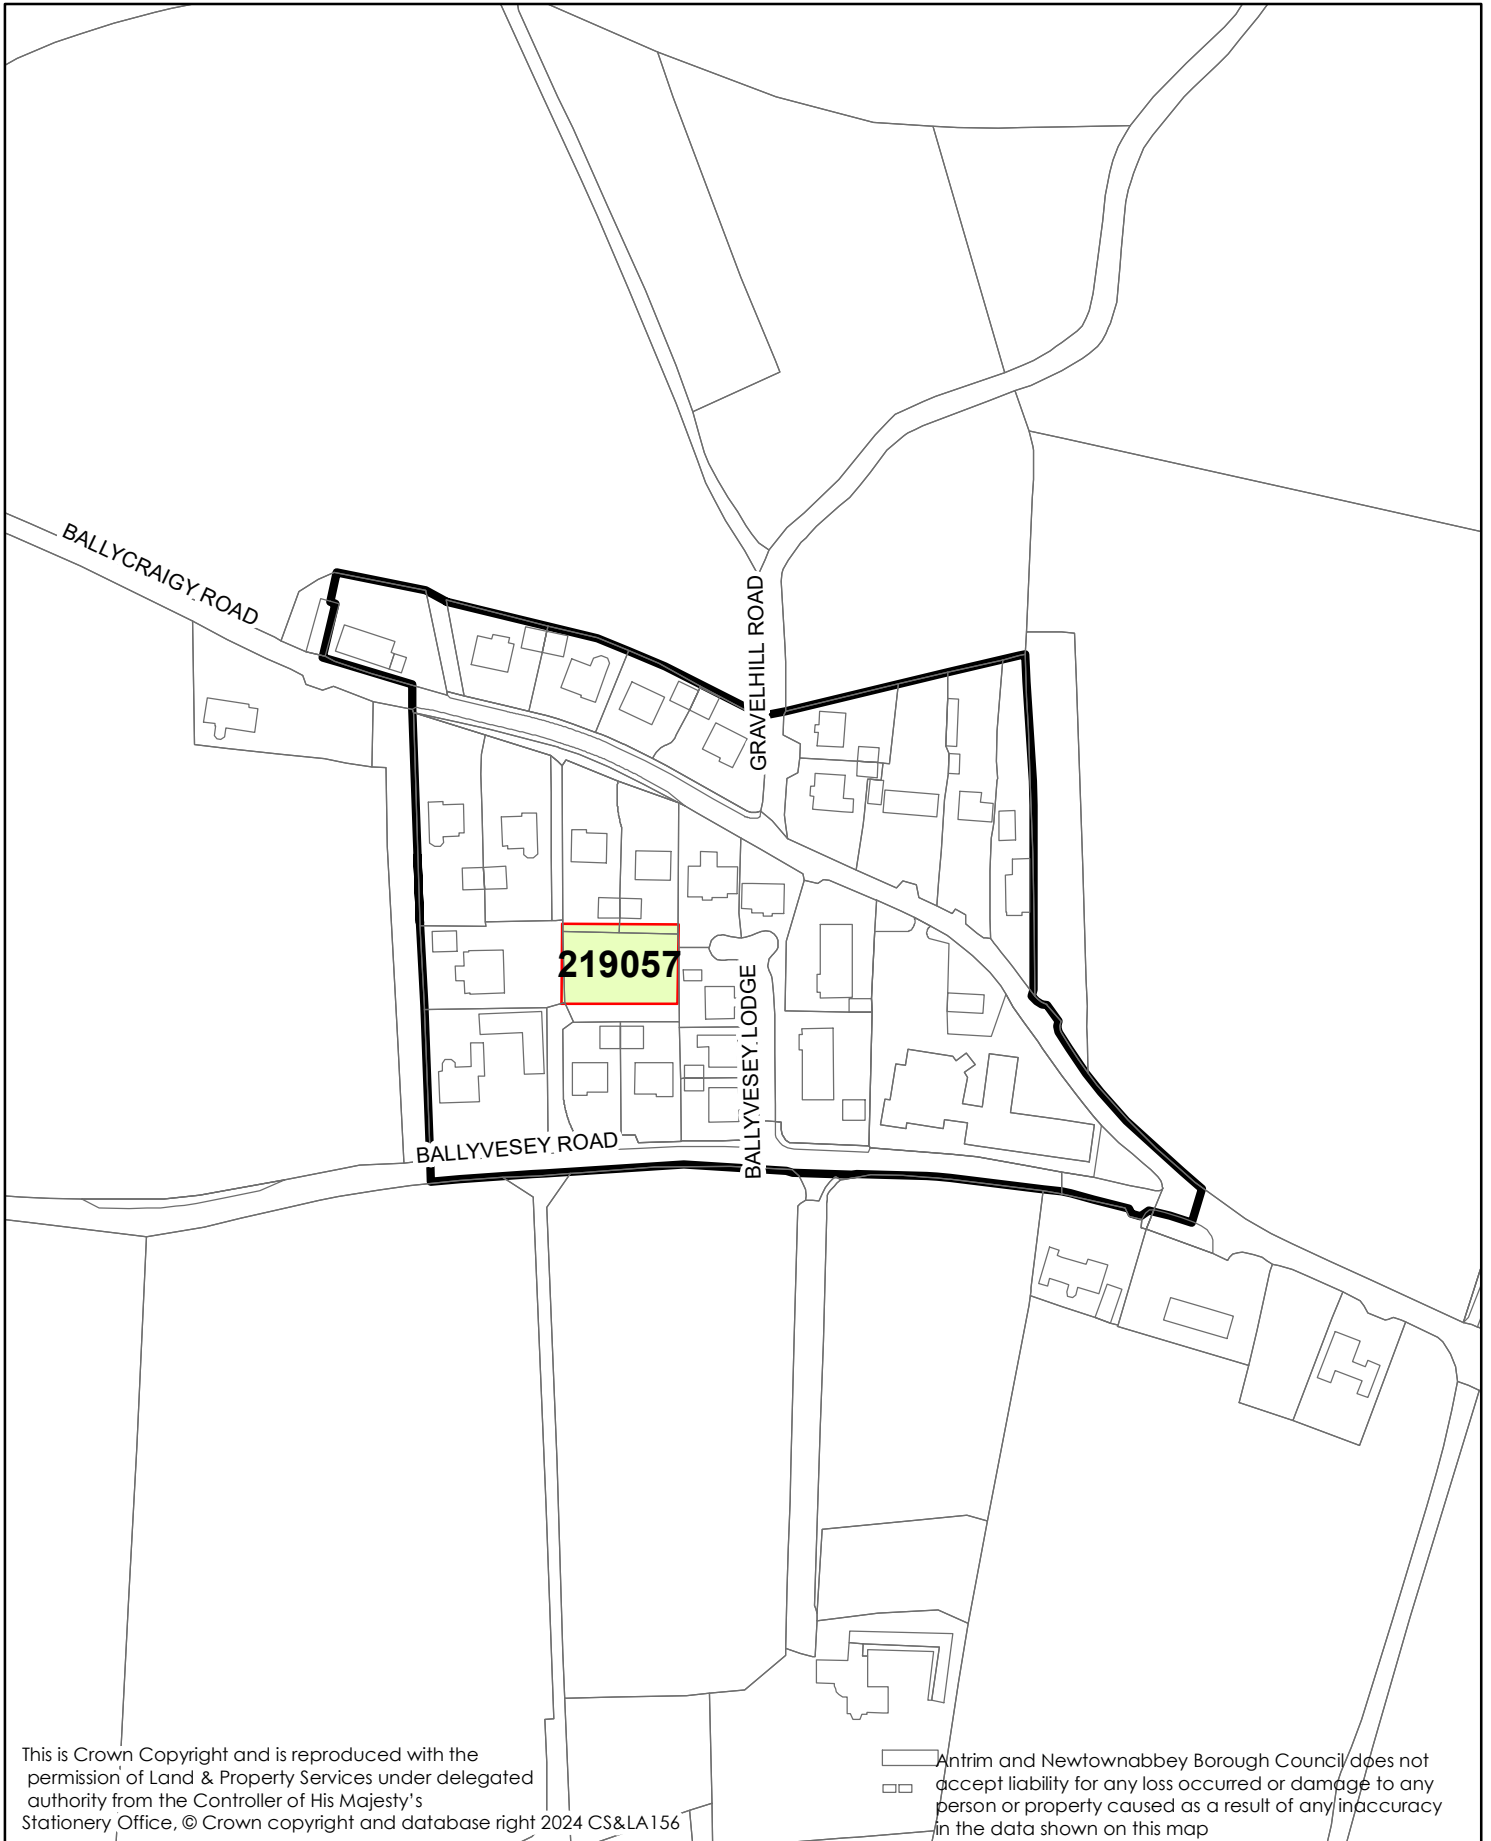 BALLYCRAIGY ROAD
GRAVELHILL ROAD
219057
BALLYVESEY LODGE
BALLYVESEY ROAD
This is Crown Copyright and is reproduced with the
permission of Land & Property Services under delegated
authority from the Controller of His Majesty's
Stationery Office, © Crown copyright and database right 2024 CS&LA156
Antrim and Newtownabbey Borough Council does not
accept liability for any loss occurred or damage to any
person or property caused as a result of any inaccuracy
in the data shown on this map